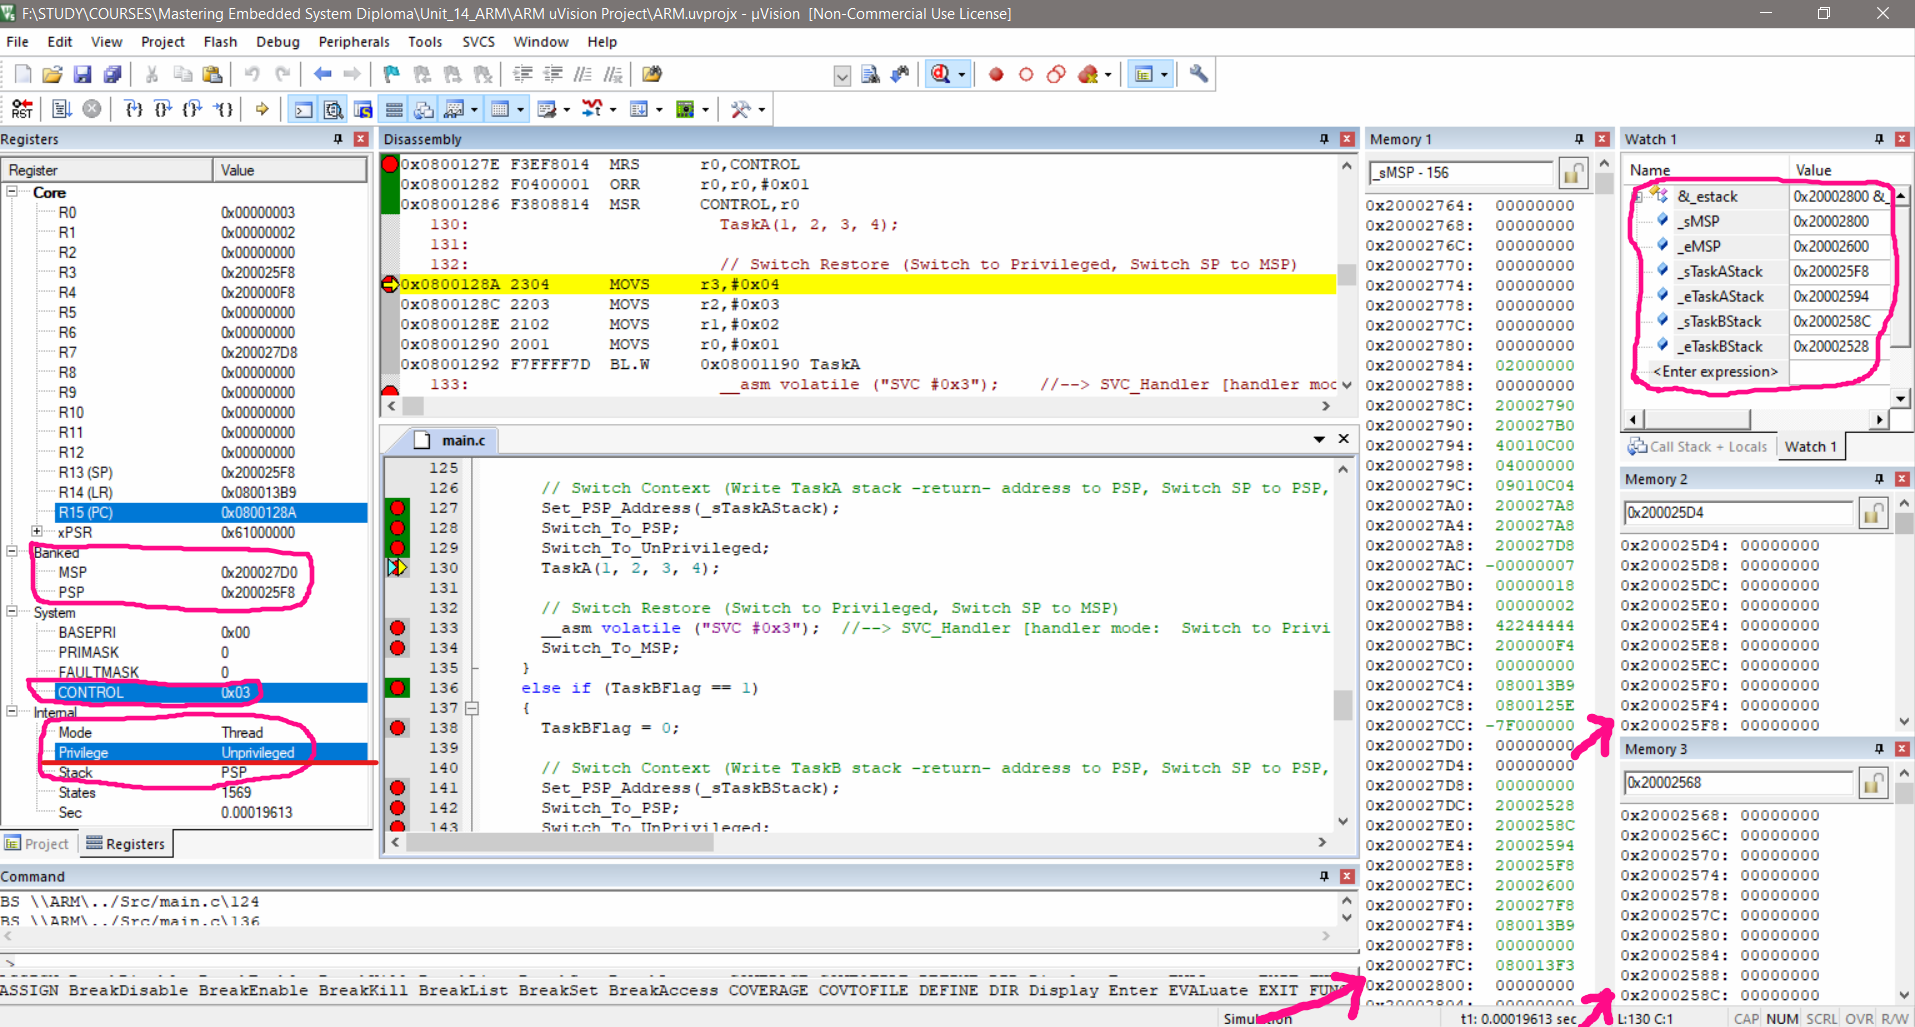 F:\STUDY\COURSES\Mastering Embedded System Diploma\Unit_14_ARM\ARM uVision Project\ARM.uvprojx - µVision  [Non-Commercial Use License]
File Edit View Project Flash Debug Peripherals Tools SVCS Window Help
RST
Registers
Register Value
Core
R0 0x00000003
R1 0x00000002
R2 0x00000000
R3 0x200025F8
R4 0x200000F8
R5 0x00000000
R6 0x00000000
R7 0x200027D8
R8 0x00000000
R9 0x00000000
R10 0x00000000
R11 0x00000000
R12 0x00000000
R13 (SP) 0x200025F8
R14 (LR) 0x080013B9
R15 (PC) 0x0800128A
xPSR 0x61000000
Banked
MSP 0x200027D0
PSP 0x200025F8
System
BASEPRI 0x00
PRIMASK 0
FAULTMASK 0
CONTROL 0x03
Internal
Mode Thread
Privilege Unprivileged
Stack PSP
States 1569
Sec 0.00019613
Project Registers
Disassembly
0x0800127E F3EF8014 MRS r0,CONTROL
0x08001282 F0400001 ORR r0,r0,#0x01
0x08001286 F3808814 MSR CONTROL,r0
130: TaskA(1, 2, 3, 4);
131:
132: // Switch Restore (Switch to Privileged, Switch SP to MSP)
0x0800128A 2304 MOVS r3,#0x04
0x0800128C 2203 MOVS r2,#0x03
0x0800128E 2102 MOVS r1,#0x02
0x08001290 2001 MOVS r0,#0x01
0x08001292 F7FFFF7D BL.W 0x08001190 TaskA
133: __asm volatile ("SVC #0x3"); //--> SVC_Handler [handler mod
main.c
125
126 // Switch Context (Write TaskA stack -return- address to PSP, Switch SP to PSP,
127 Set_PSP_Address(_sTaskAStack);
128 Switch_To_PSP;
129 Switch_To_UnPrivileged;
130 TaskA(1, 2, 3, 4);
131
132 // Switch Restore (Switch to Privileged, Switch SP to MSP)
133 __asm volatile ("SVC #0x3"); //--> SVC_Handler [handler mode: Switch to Privi
134 Switch_To_MSP;
135 }
136 else if (TaskBFlag == 1)
137 {
138 TaskBFlag = 0;
139
140 // Switch Context (Write TaskB stack -return- address to PSP, Switch SP to PSP,
141 Set_PSP_Address(_sTaskBStack);
142 Switch_To_PSP;
143 Switch_To_UnPrivileged;
Command
BS \\ARM\../Src/main.c\124
BS \\ARM\../Src/main.c\136
>
ASSIGN BreakDisable BreakEnable BreakKill BreakList BreakSet BreakAccess COVERAGE COVTOFILE DEFINE DIR Display Enter EVALuate EXIT FUNC
Memory 1
_sMSP - 156
0x20002764: 00000000
0x20002768: 00000000
0x2000276C: 00000000
0x20002770: 00000000
0x20002774: 00000000
0x20002778: 00000000
0x2000277C: 00000000
0x20002780: 00000000
0x20002784: 02000000
0x20002788: 00000000
0x2000278C: 20002790
0x20002790: 200027B0
0x20002794: 40010C00
0x20002798: 04000000
0x2000279C: 09010C04
0x200027A0: 200027A8
0x200027A4: 200027A8
0x200027A8: 200027D8
0x200027AC: -00000007
0x200027B0: 00000018
0x200027B4: 00000002
0x200027B8: 42244444
0x200027BC: 200000F4
0x200027C0: 00000000
0x200027C4: 080013B9
0x200027C8: 0800125E
0x200027CC: -7F000000
0x200027D0: 00000000
0x200027D4: 00000000
0x200027D8: 00000000
0x200027DC: 20002528
0x200027E0: 2000258C
0x200027E4: 20002594
0x200027E8: 200025F8
0x200027EC: 20002600
0x200027F0: 200027F8
0x200027F4: 080013B9
0x200027F8: 00000000
0x200027FC: 080013F3
0x20002800: 00000000
0x20002804: 00000000
Watch 1
Name Value
&_estack 0x20002800 &_
_sMSP 0x20002800
_eMSP 0x20002600
_sTaskAStack 0x200025F8
_eTaskAStack 0x20002594
_sTaskBStack 0x2000258C
_eTaskBStack 0x20002528
<Enter expression>
Call Stack + Locals Watch 1
Memory 2
0x200025D4
0x200025D4: 00000000
0x200025D8: 00000000
0x200025DC: 00000000
0x200025E0: 00000000
0x200025E4: 00000000
0x200025E8: 00000000
0x200025EC: 00000000
0x200025F0: 00000000
0x200025F4: 00000000
0x200025F8: 00000000
Memory 3
0x20002568
0x20002568: 00000000
0x2000256C: 00000000
0x20002570: 00000000
0x20002574: 00000000
0x20002578: 00000000
0x2000257C: 00000000
0x20002580: 00000000
0x20002584: 00000000
0x20002588: 00000000
0x2000258C: 00000000
Simulation t1: 0.00019613 sec L:130 C:1 CAP NUM SCRL OVR R/W